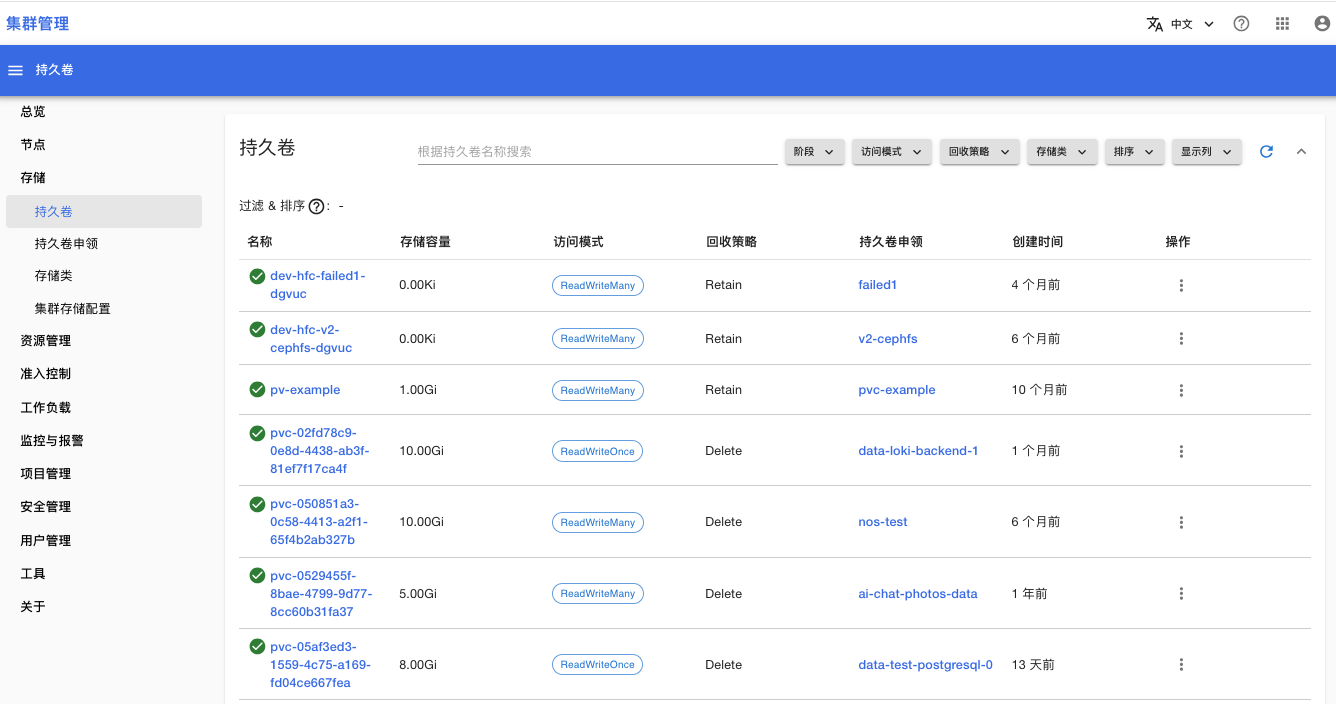 集群管理
中文
持久卷
总览
节点
存储
持久卷
持久卷申领
存储类
集群存储配置
资源管理
准入控制
工作负载
监控与报警
项目管理
安全管理
用户管理
工具
关于
持久卷
根据持久卷名称搜索
阶段
访问模式
回收策略
存储类
排序
显示列
过滤 & 排序 ? : -
名称 存储容量 访问模式 回收策略 持久卷申领 创建时间 操作
dev-hfc-failed1-
dgvuc
0.00Ki ReadWriteMany Retain failed1 4 个月前
dev-hfc-v2-
cephfs-dgvuc
0.00Ki ReadWriteMany Retain v2-cephfs 6 个月前
pv-example 1.00Gi ReadWriteMany Retain pvc-example 10 个月前
pvc-02fd78c9-
0e8d-4438-ab3f-
81ef7f17ca4f
10.00Gi ReadWriteOnce Delete data-loki-backend-1 1 个月前
pvc-050851a3-
0c58-4413-a2f1-
65f4b2ab327b
10.00Gi ReadWriteMany Delete nos-test 6 个月前
pvc-0529455f-
8bae-4799-9d77-
8cc60b31fa37
5.00Gi ReadWriteMany Delete ai-chat-photos-data 1 年前
pvc-05af3ed3-
1559-4c75-a169-
fd04ce667fea
8.00Gi ReadWriteOnce Delete data-test-postgresql-0 13 天前